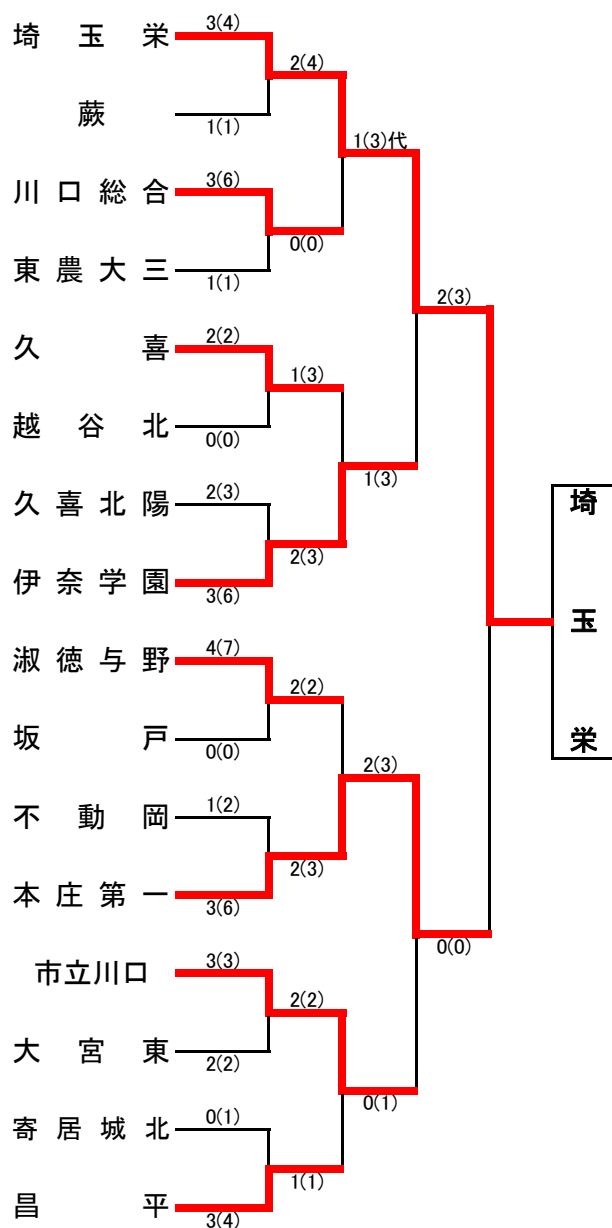 3(4)
埼玉栄
2(4)
蕨
1(1)
1(3)代
3(6)
川口総合
0(0)
東農大三
1(1)
2(3)
2(2)
久喜
1(3)
越谷北
0(0)
1(3)
2(3)
久喜北陽
2(3)
伊奈学園
3(6)
埼玉栄
4(7)
淑徳与野
2(2)
坂戸
0(0)
2(3)
1(2)
不動岡
2(3)
本庄第一
3(6)
0(0)
3(3)
市立川口
2(2)
大宮東
2(2)
0(1)
0(1)
寄居城北
1(1)
昌平
3(4)